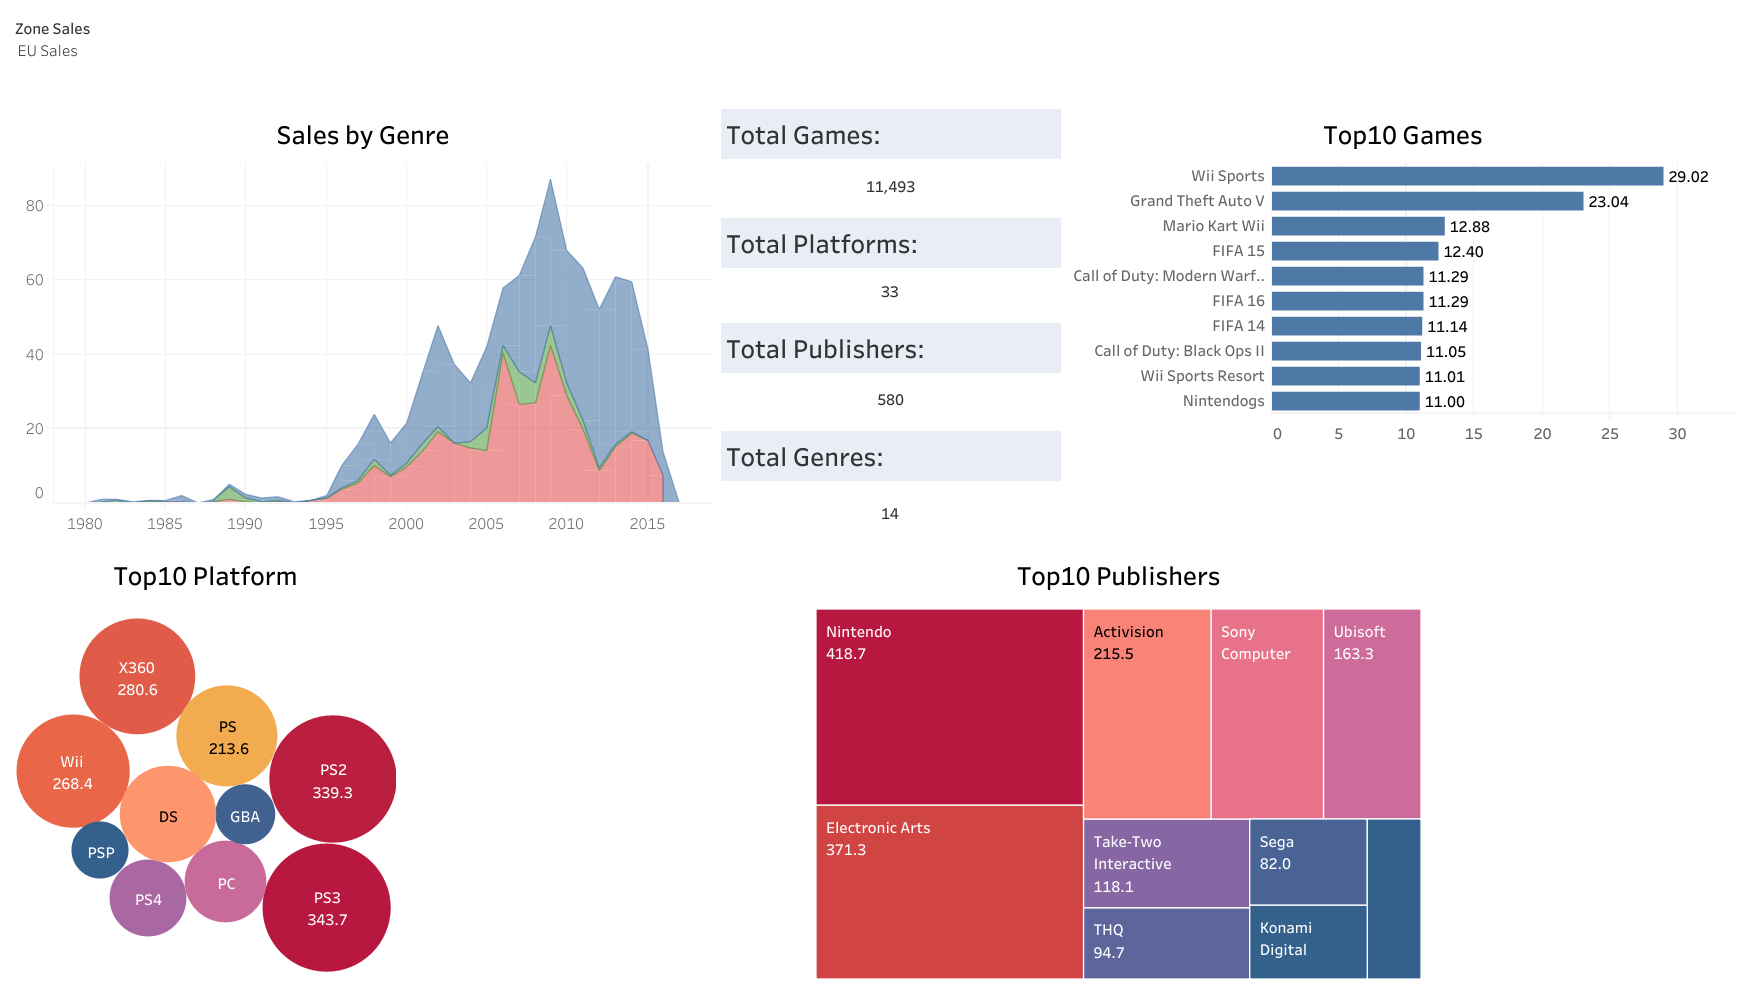 Zone Sales
EU Sales
Sales by Genre
80
60
40
20
0
1980 1985 1990 1995 2000 2005 2010 2015
Total Games:
11,493
Total Platforms:
33
Total Publishers:
580
Total Genres:
14
Top10 Games
Wii Sports 29.02
Grand Theft Auto V 23.04
Mario Kart Wii 12.88
FIFA 15 12.40
Call of Duty: Modern Warf.. 11.29
FIFA 16 11.29
FIFA 14 11.14
Call of Duty: Black Ops II 11.05
Wii Sports Resort 11.01
Nintendogs 11.00
0 5 10 15 20 25 30
Top10 Platform
X360
280.6
PS
213.6
Wii
268.4
PS2
339.3
DS
GBA
PSP
PC
PS4
PS3
343.7
Top10 Publishers
Nintendo
418.7
Activision
215.5
Sony
Computer
Ubisoft
163.3
Electronic Arts
371.3
Take-Two
Interactive
118.1
Sega
82.0
THQ
94.7
Konami
Digital